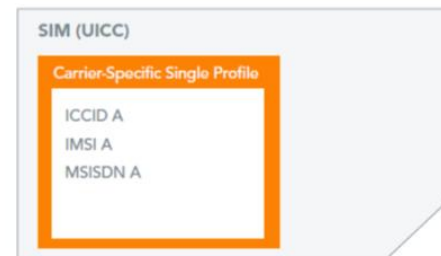 SIM (UICC)
Carrier-Specific Single Profile
ICCID A
IMSI A
MSISDN A